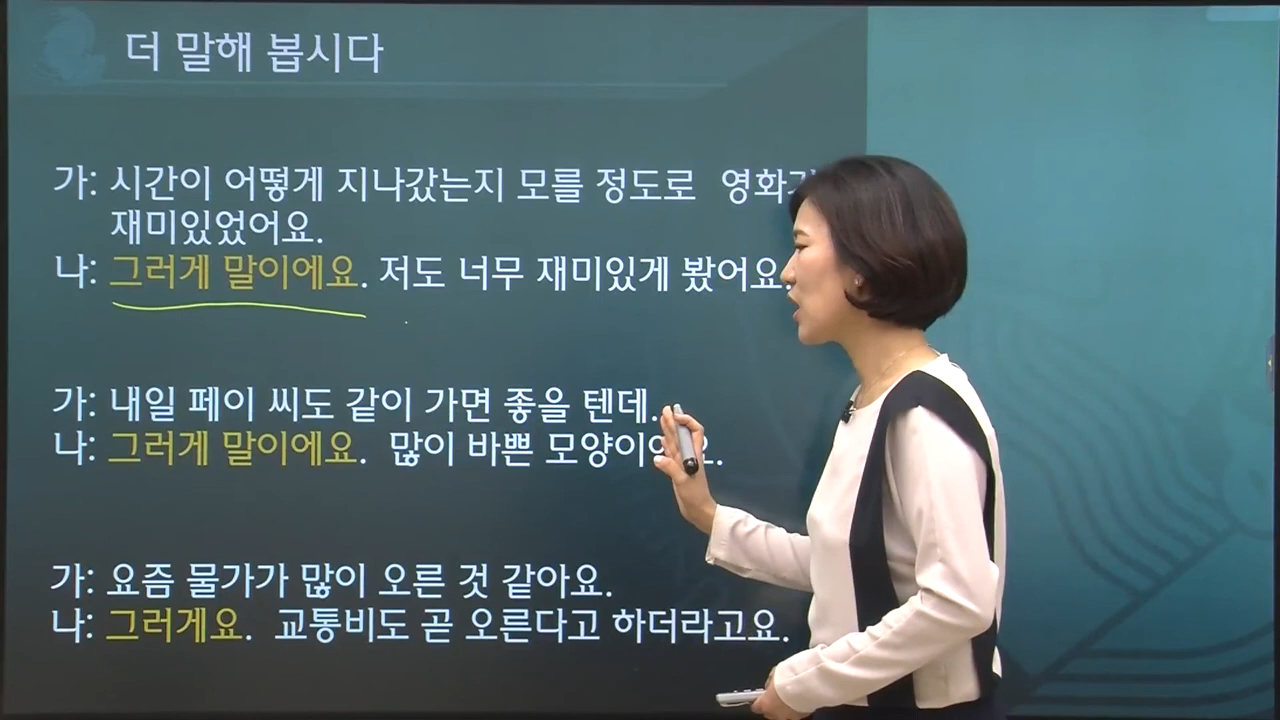 더 말해 봅시다
가: 시간이 어떻게 지나갔는지 모를 정도로 영화가
재미있었어요.
나: 그러게 말이에요. 저도 너무 재미있게 봤어요.
가: 내일 페이 씨도 같이 가면 좋을 텐데.
나: 그러게 말이에요. 많이 바쁜 모양이에요.
가: 요즘 물가가 많이 오른 것 같아요.
나: 그러게요. 교통비도 곧 오른다고 하더라고요.